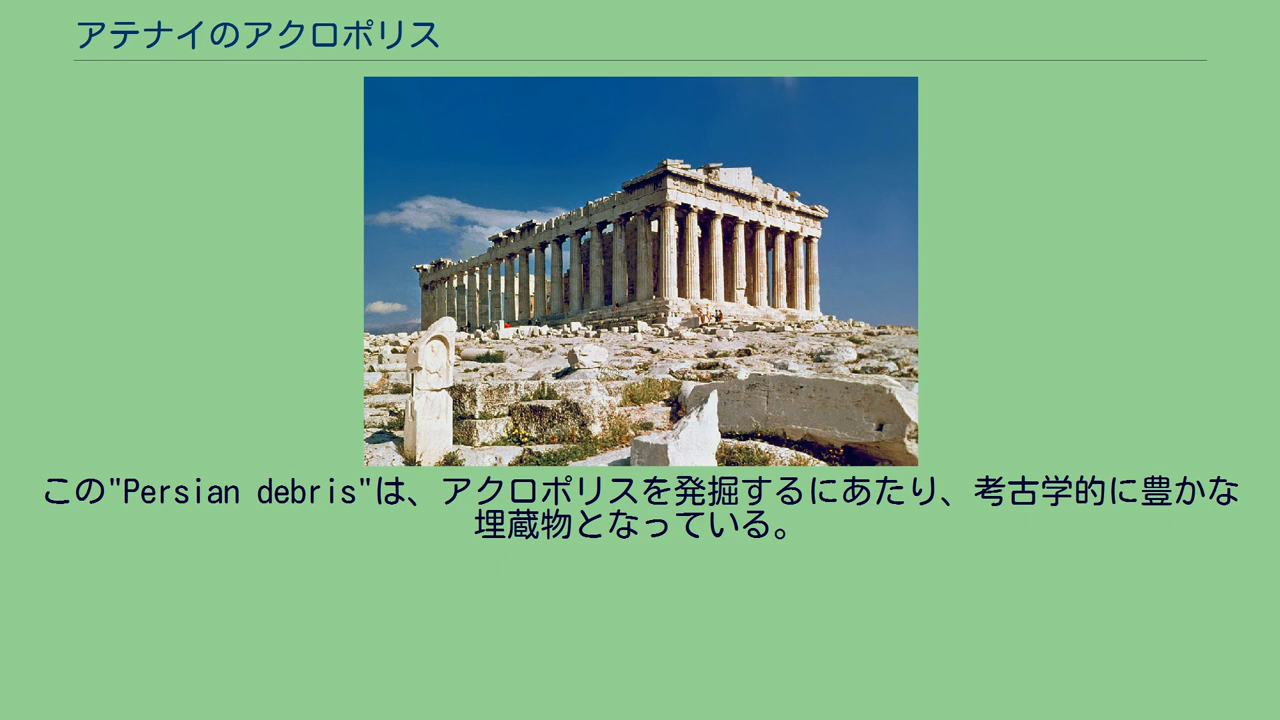 アテナイのアクロポリス
この"Persian debris"は、アクロポリスを発掘するにあたり、考古学的に豊かな
埋蔵物となっている。